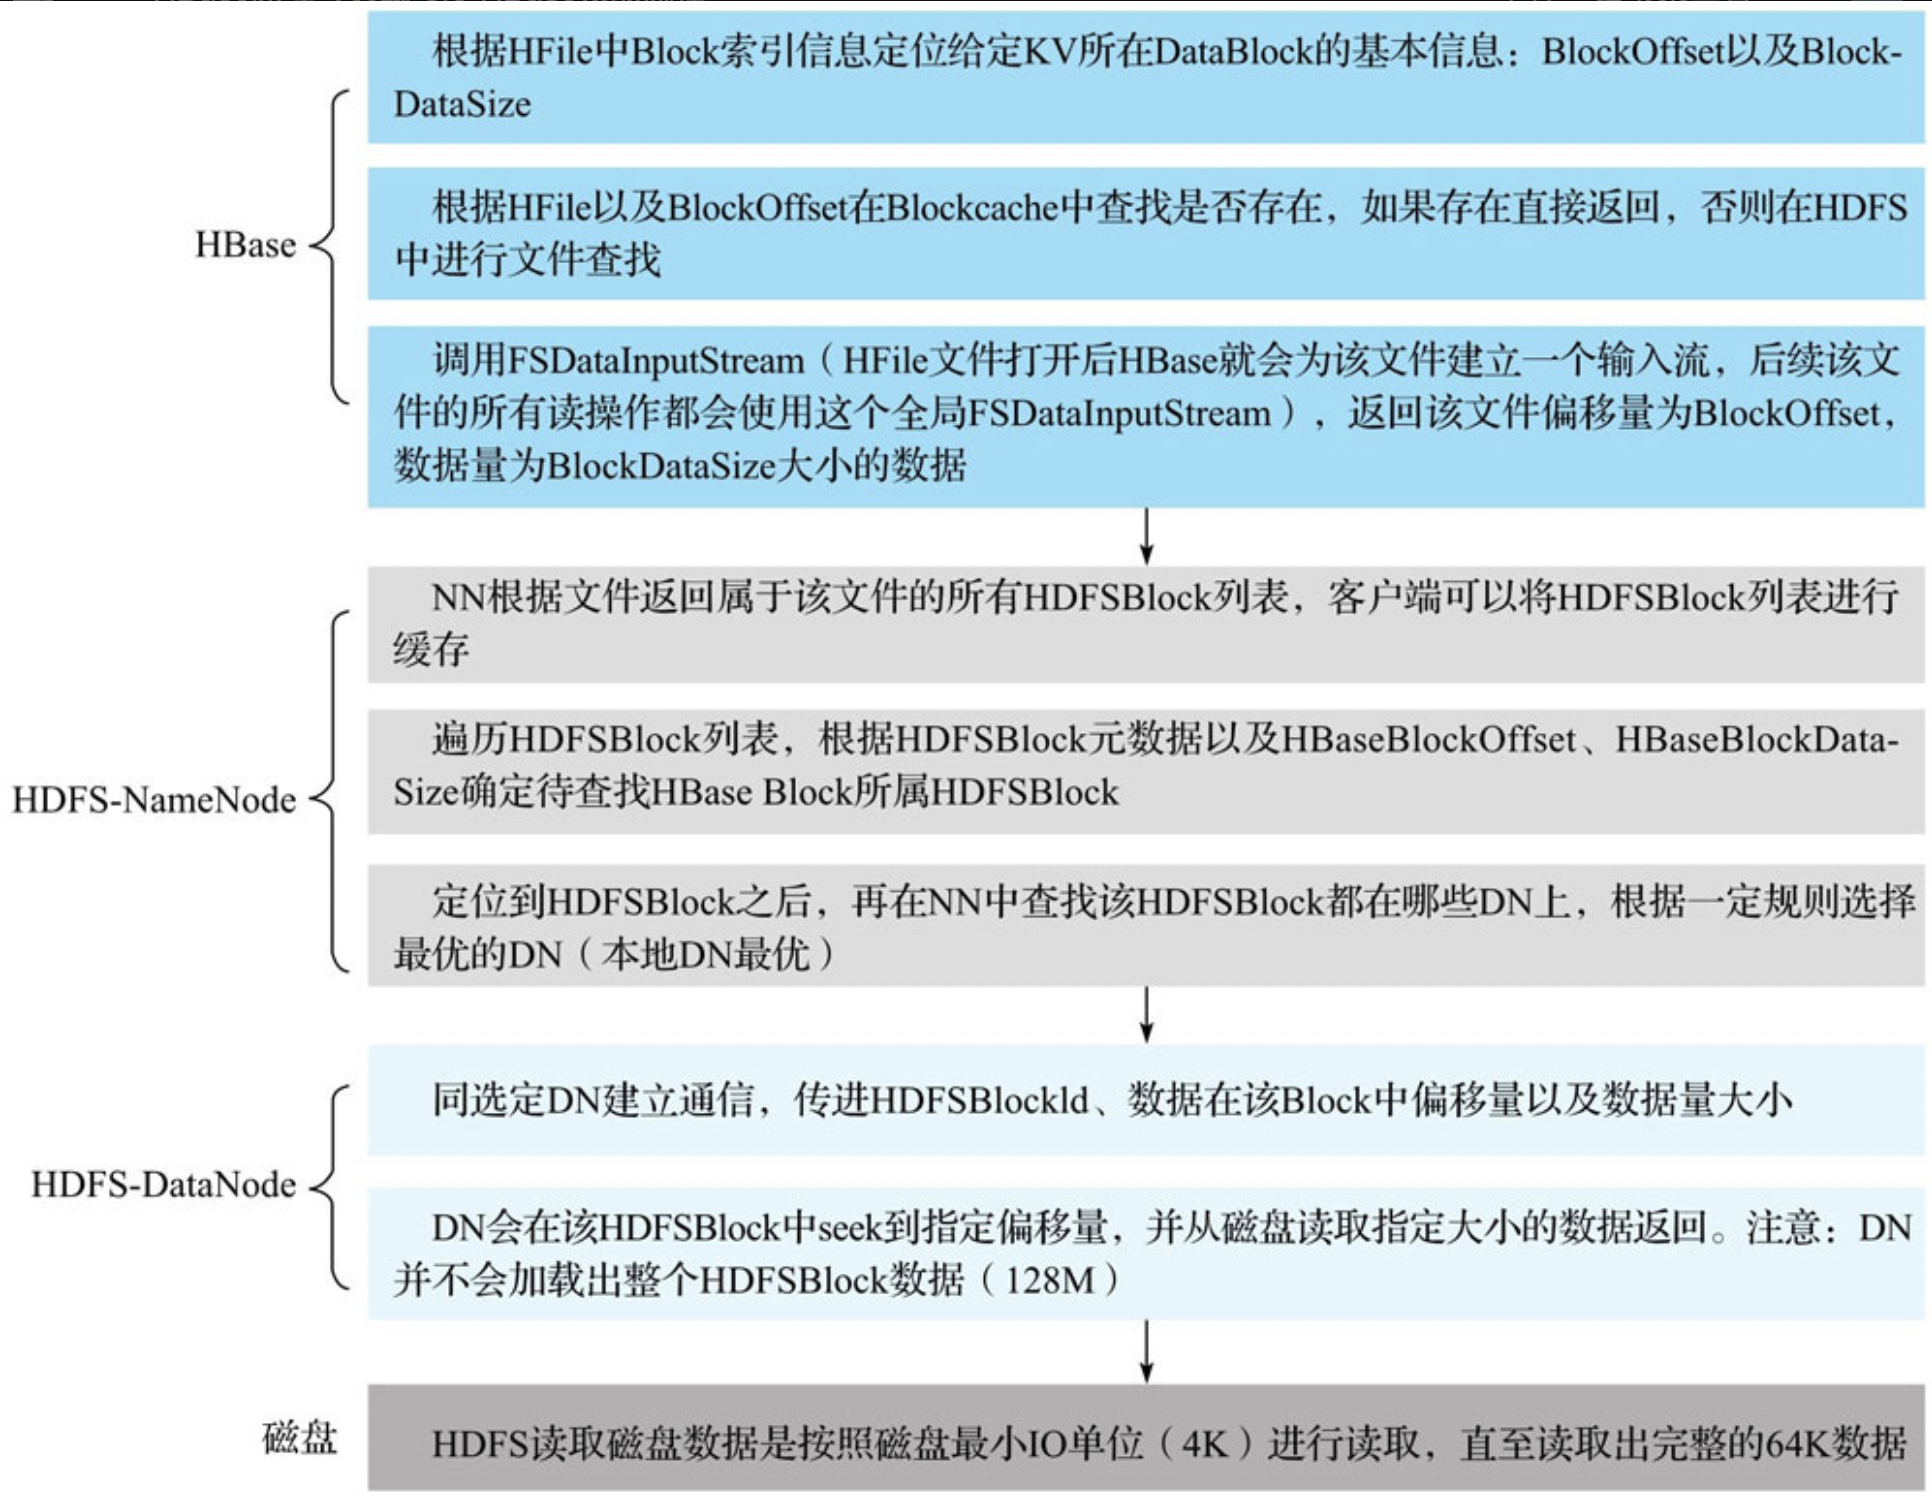 根据HFile中Block索引信息定位给定KV所在DataBlock的基本信息：BlockOffset以及Block-
DataSize
HBase
根据HFile以及BlockOffset在Blockcache中查找是否存在，如果存在直接返回，否则在HDFS
中进行文件查找
调用FSDataInputStream（HFile文件打开后HBase就会为该文件建立一个输入流，后续该文
件的所有读操作都会使用这个全局FSDataInputStream），返回该文件偏移量为BlockOffset，
数据量为BlockDataSize大小的数据
NN根据文件返回属于该文件的所有HDFSBlock列表，客户端可以将HDFSBlock列表进行
缓存
HDFS-NameNode
遍历HDFSBlock列表，根据HDFSBlock元数据以及HBaseBlockOffset、HBaseBlockData-
Size确定待查找HBase Block所属HDFSBlock
定位到HDFSBlock之后，再在NN中查找该HDFSBlock都在哪些DN上，根据一定规则选择
最优的DN（本地DN最优）
HDFS-DataNode
同选定DN建立通信，传进HDFSBlockld、数据在该Block中偏移量以及数据量大小
DN会在该HDFSBlock中seek到指定偏移量，并从磁盘读取指定大小的数据返回。注意：DN
并不会加载出整个HDFSBlock数据（128M）
磁盘
HDFS读取磁盘数据是按照磁盘最小IO单位（4K）进行读取，直至读取出完整的64K数据